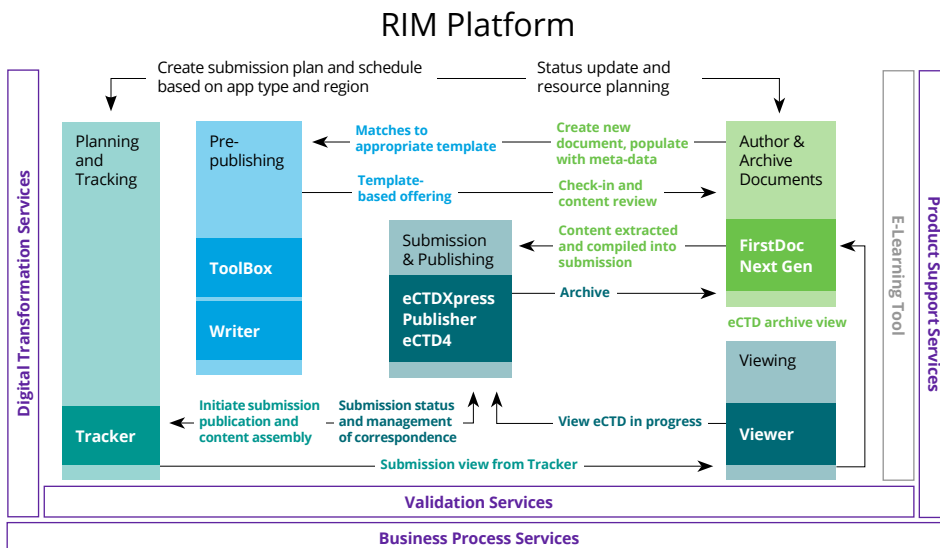 RIM Platform
Create submission plan and schedule
based on app type and region
Status update and
resource planning
Digital Transformation Services
Planning
and
Tracking
Tracker
Pre-
publishing
ToolBox
Writer
Matches to
appropriate template
Create new
document, populate
with meta-data
Template-
based offering
Check-in and
content review
Author &
Archive
Documents
FirstDoc
Next Gen
Submission
& Publishing
eCTDXpress
Publisher
eCTD4
Content extracted
and compiled into
submission
Archive
eCTD archive view
Viewing
Viewer
Initiate submission
publication and
content assembly
Submission status
and management
of correspondence
View eCTD in progress
Submission view from Tracker
E-Learning Tool
Product Support Services
Validation Services
Business Process Services